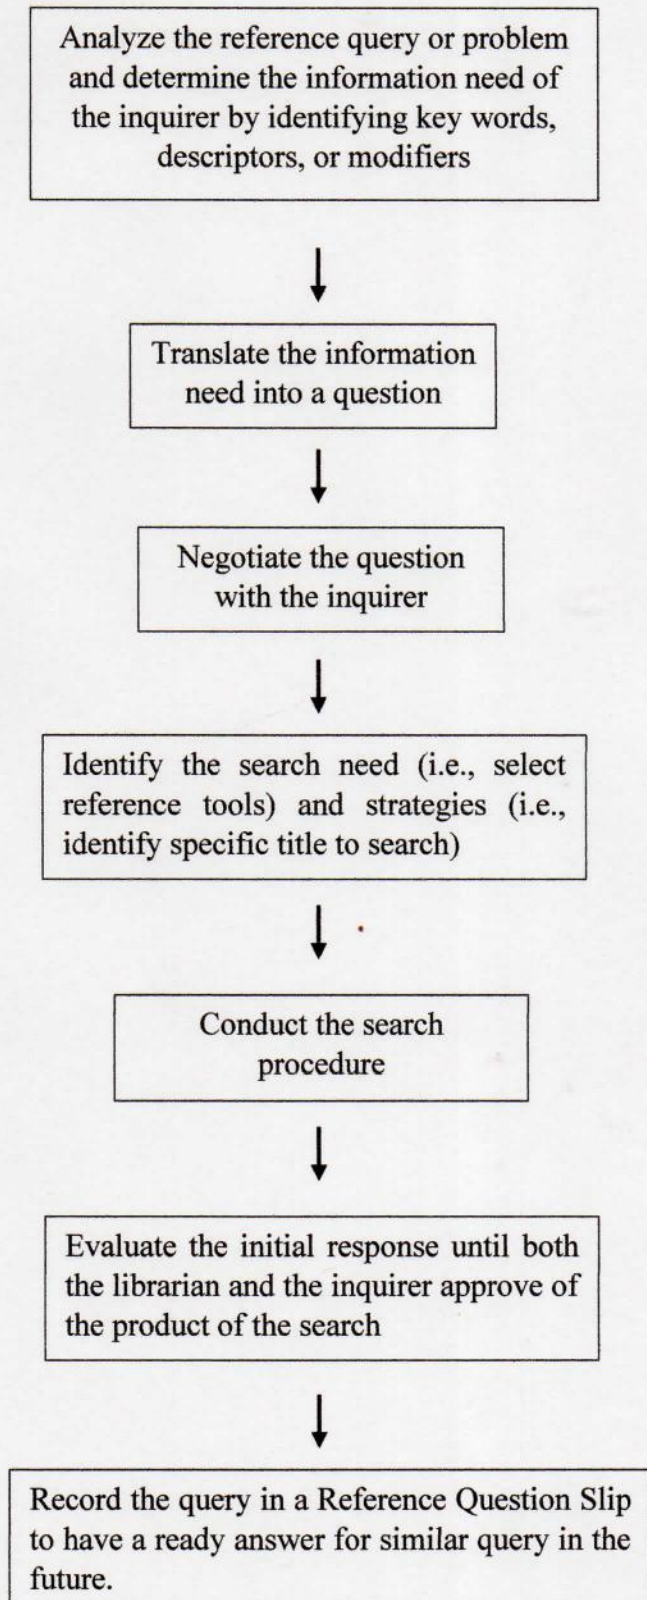 Analyze the reference query or problem
and determine the information need of
the inquirer by identifying key words,
descriptors, or modifiers
Translate the information
need into a question
Negotiate the question
with the inquirer
Identify the search need (i.e., select
reference tools) and strategies (i.e.,
identify specific title to search)
Conduct the search
procedure
Evaluate the initial response until both
the librarian and the inquirer approve of
the product of the search
Record the query in a Reference Question Slip
to have a ready answer for similar query in the
future.